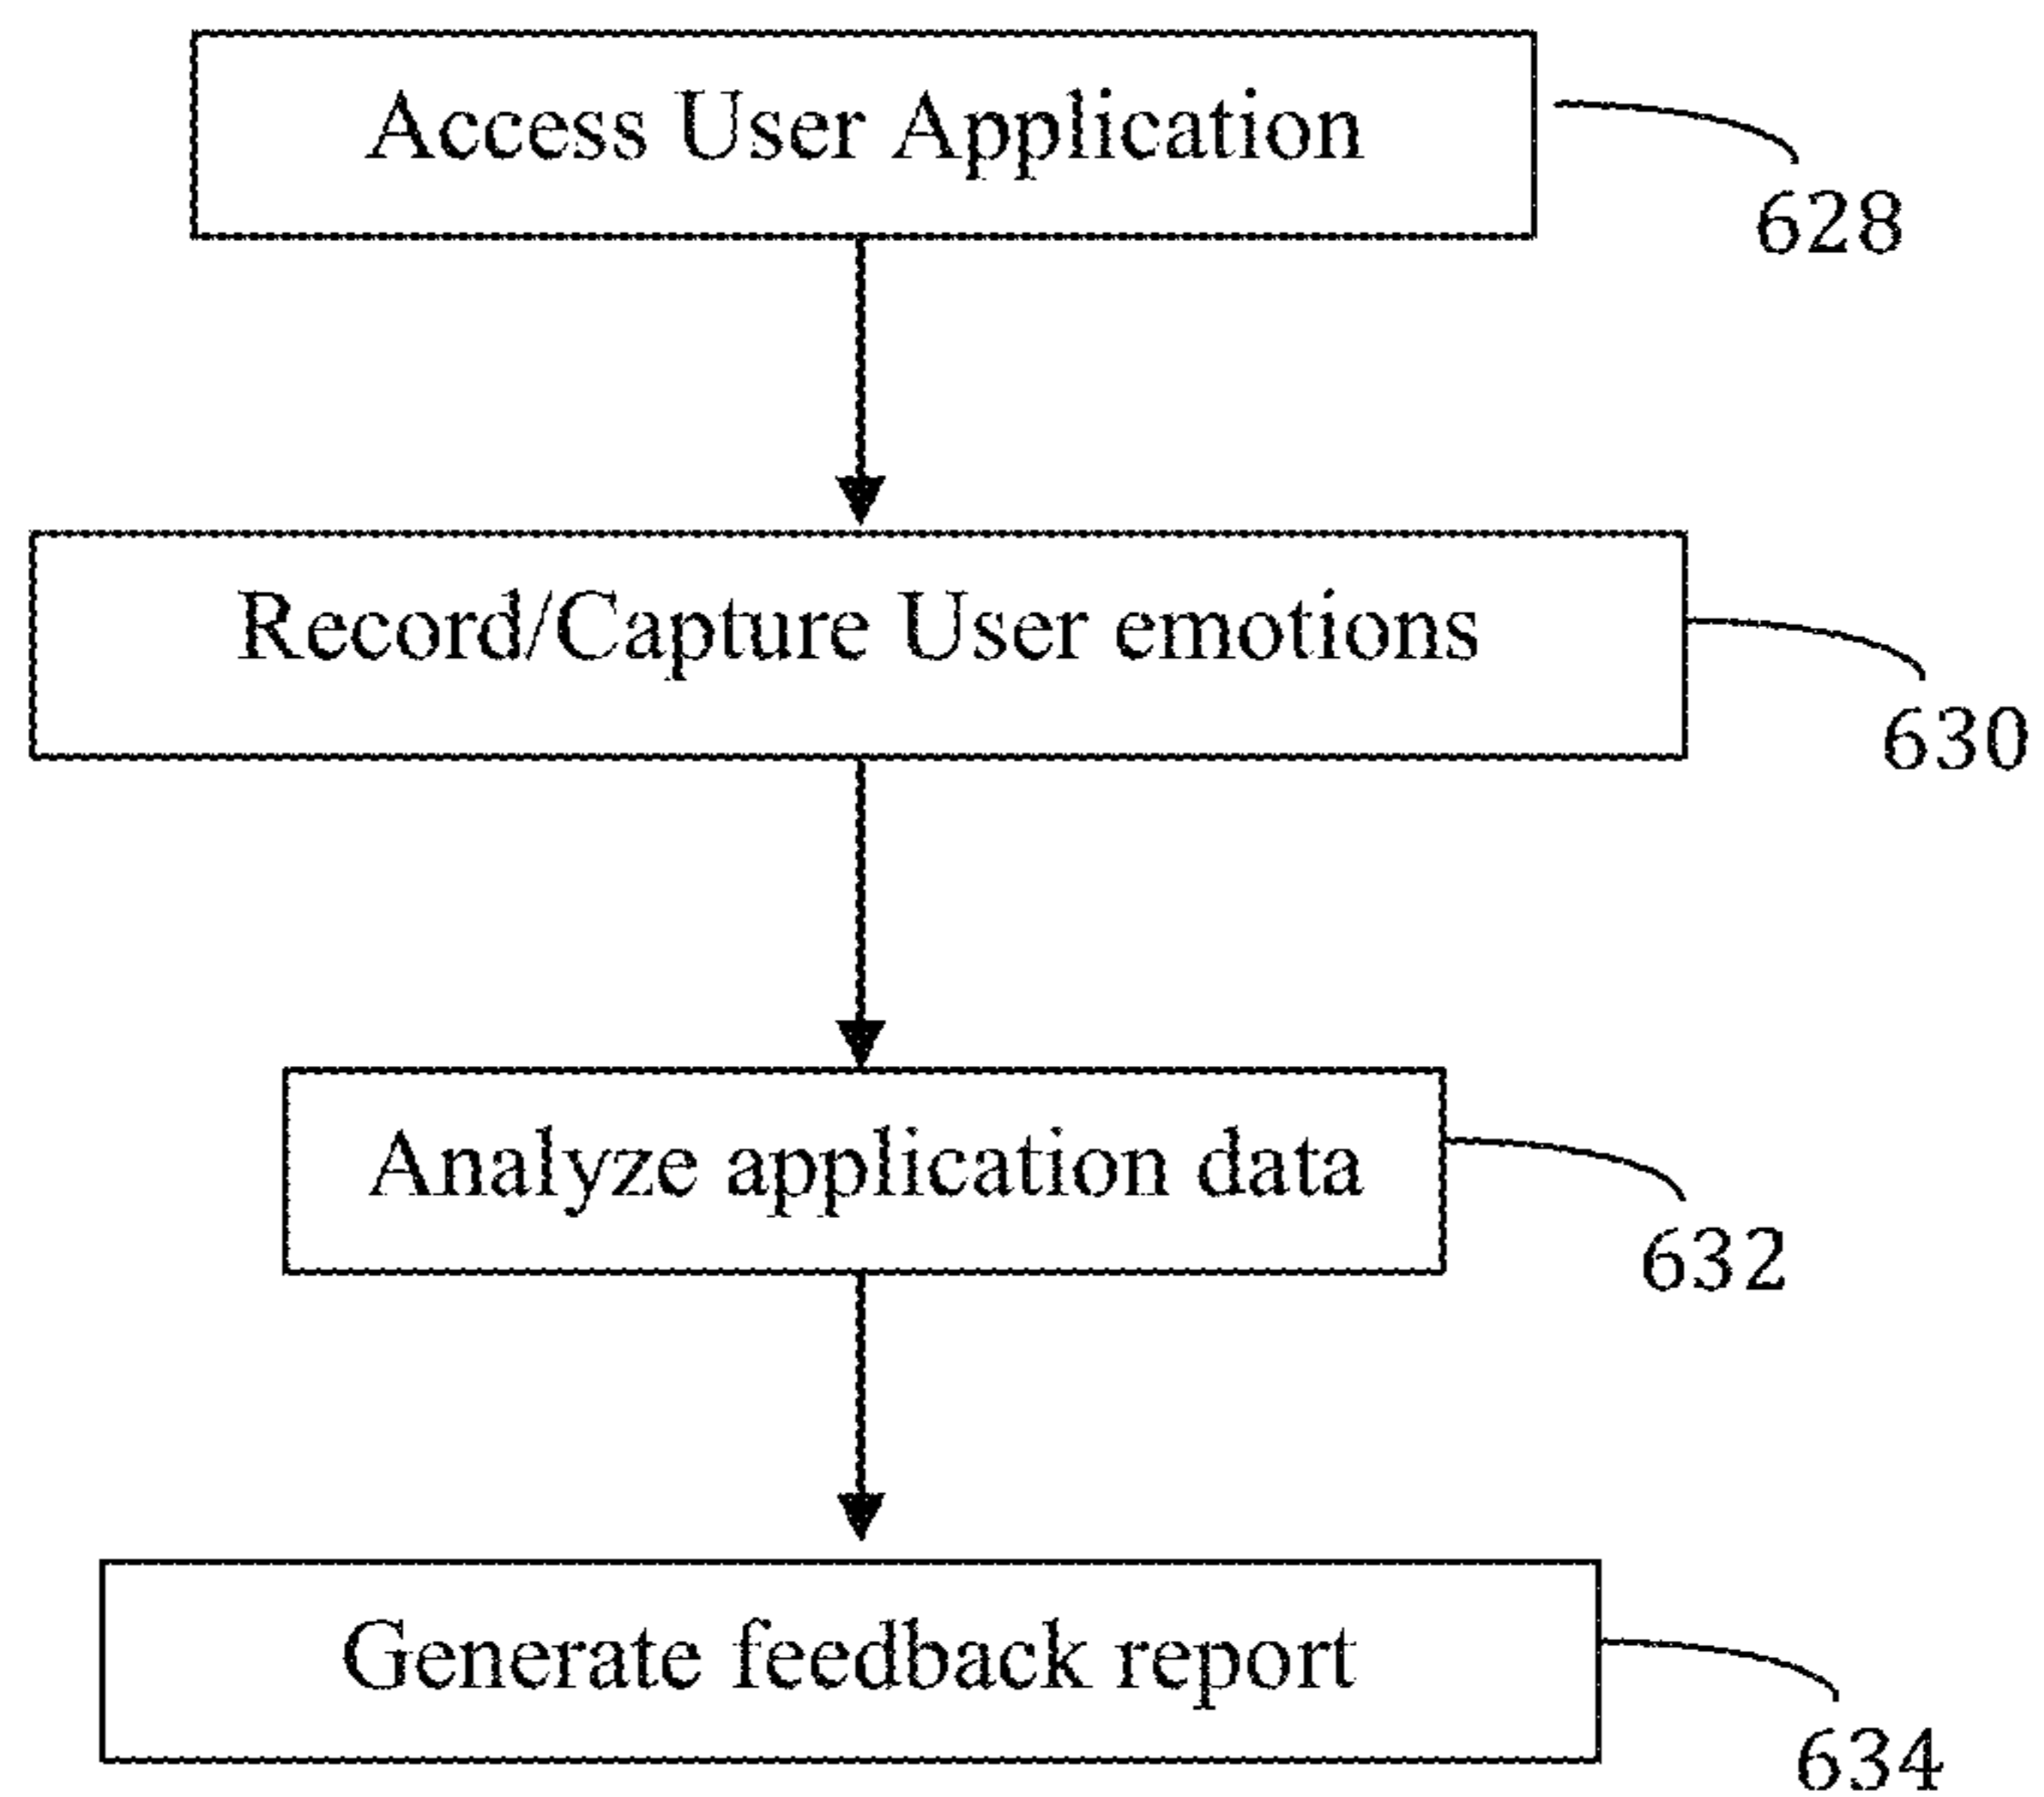 Access User Application
628
Record/Capture User emotions
630
Analyze application data
632
Generate feedback report
634